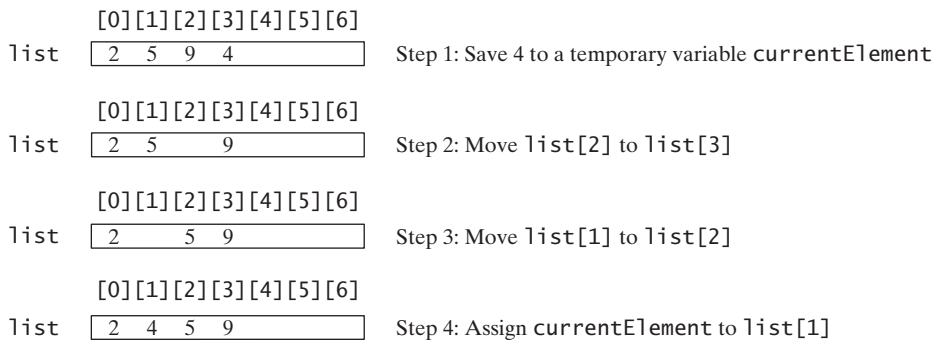 [0][1][2][3][4][5][6]
list 2 5 9 4 Step 1: Save 4 to a temporary variable currentElement
[0][1][2][3][4][5][6]
list 2 5 9 Step 2: Move list[2] to list[3]
[0][1][2][3][4][5][6]
list 2 5 9 Step 3: Move list[1] to list[2]
[0][1][2][3][4][5][6]
list 2 4 5 9 Step 4: Assign currentElement to list[1]